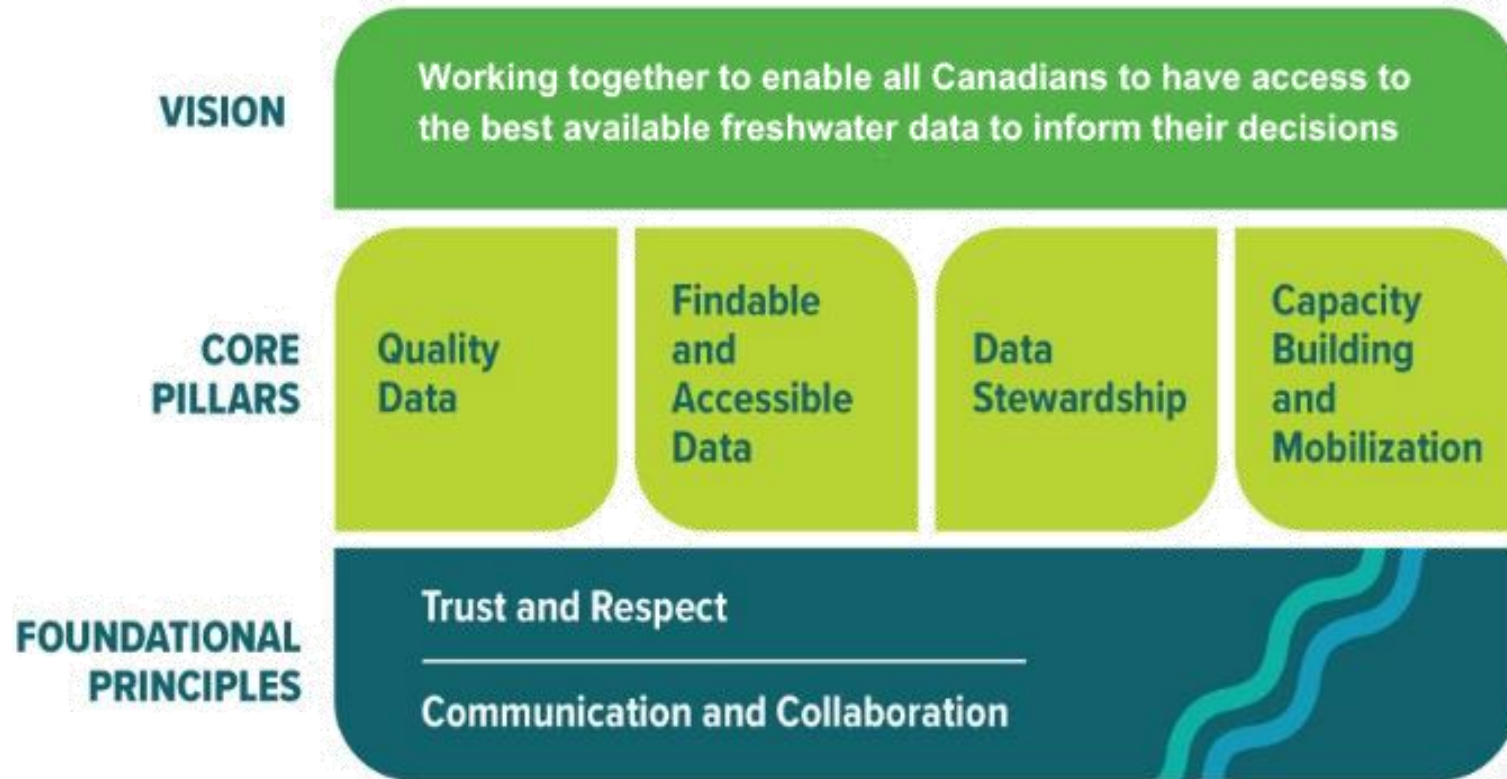 VISION
Working together to enable all Canadians to have access to
the best available freshwater data to inform their decisions
CORE
PILLARS
Quality
Data
Findable
and
Accessible
Data
Data
Stewardship
Capacity
Building
and
Mobilization
FOUNDATIONAL
PRINCIPLES
Trust and Respect
Communication and Collaboration